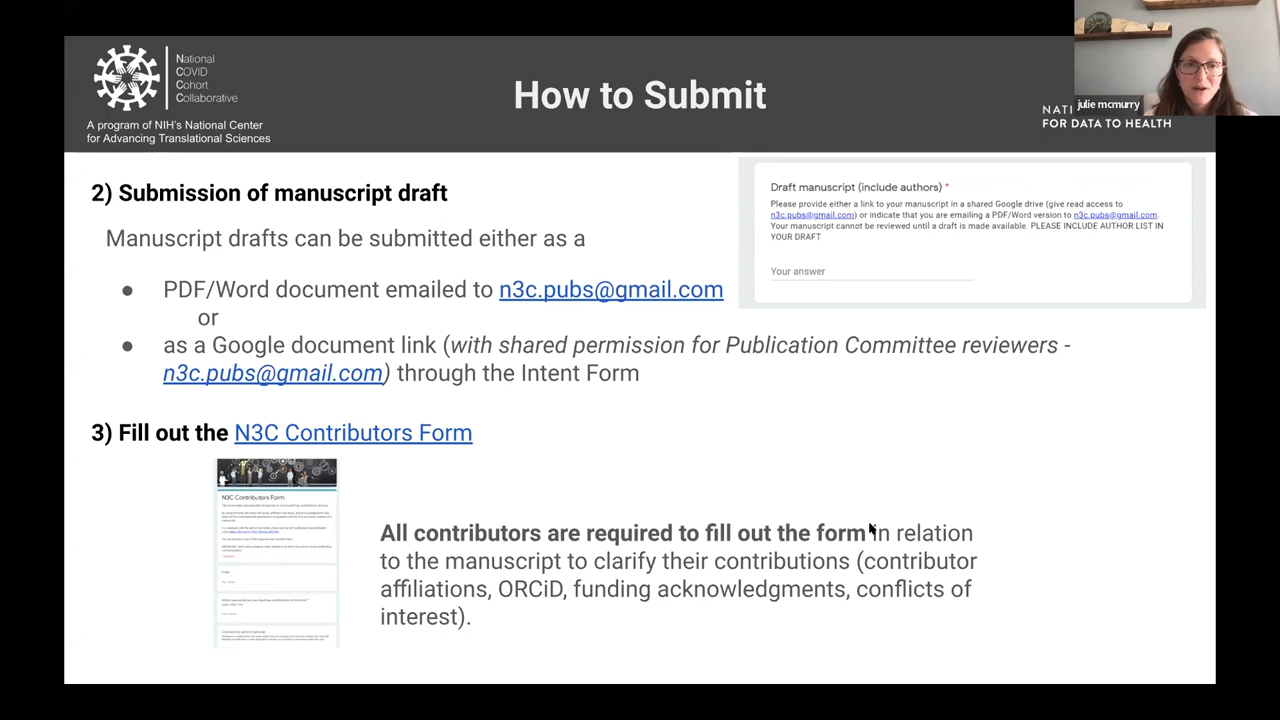 National
COVID
Cohort
Collaborative
A program of NIH's National Center
for Advancing Translational Sciences
How to Submit
julie mcmurry
NATI
FOR DATA TO HEALTH
2) Submission of manuscript draft
Manuscript drafts can be submitted either as a
● PDF/Word document emailed to n3c.pubs@gmail.com
or
● as a Google document link (with shared permission for Publication Committee reviewers -
n3c.pubs@gmail.com) through the Intent Form
Draft manuscript (include authors) *
Please provide either a link to your manuscript in a shared Google drive (give read access to
n3c.pubs@gmail.com) or indicate that you are emailing a PDF/Word version to n3c.pubs@gmail.com.
Your manuscript cannot be reviewed until a draft is made available. PLEASE INCLUDE AUTHOR LIST IN
YOUR DRAFT
Your answer
3) Fill out the N3C Contributors Form
N3C Contributors Form
All contributors are required to fill out the form in relation
to the manuscript to clarify their contributions (contributor
affiliations, ORCiD, funding acknowledgments, conflicts of
interest).